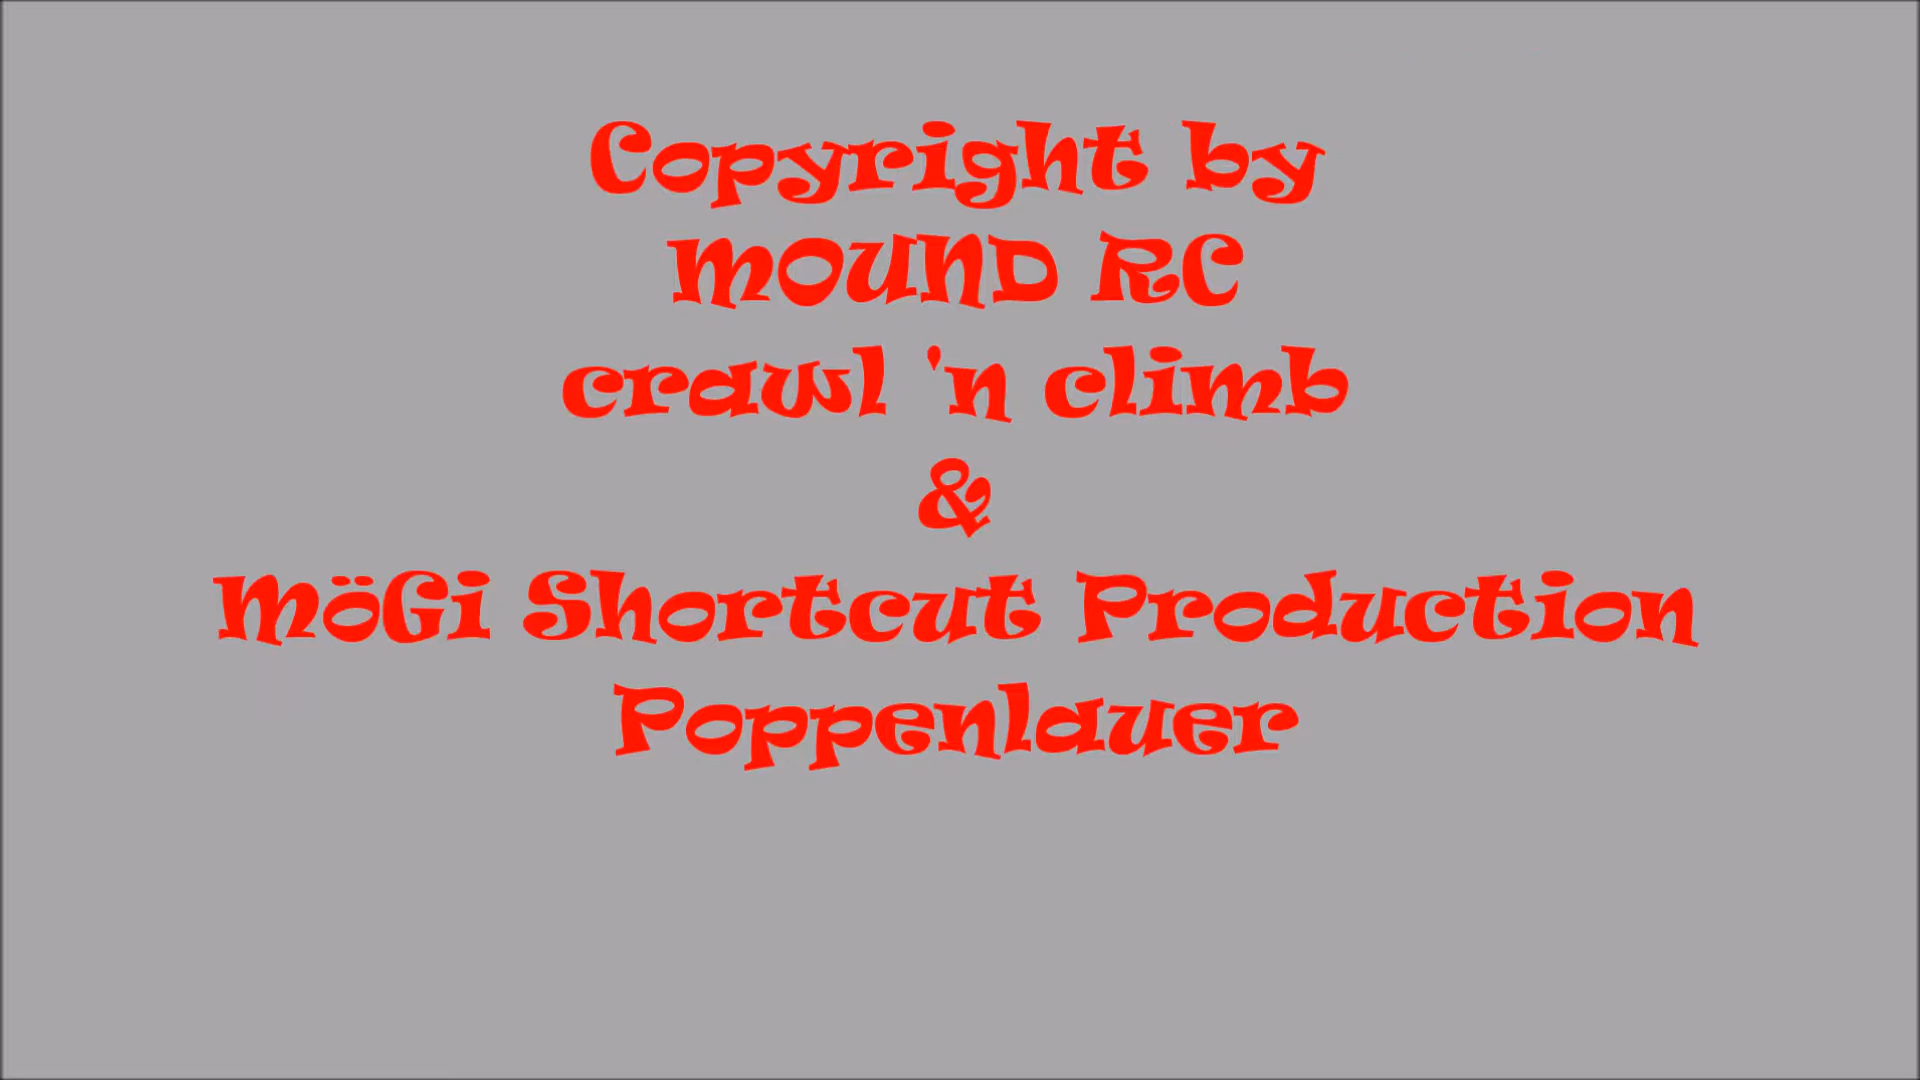 Copyright by
MOUND RC
crawl 'n climb
&
MöGi Shortcut Production
Poppenlauer